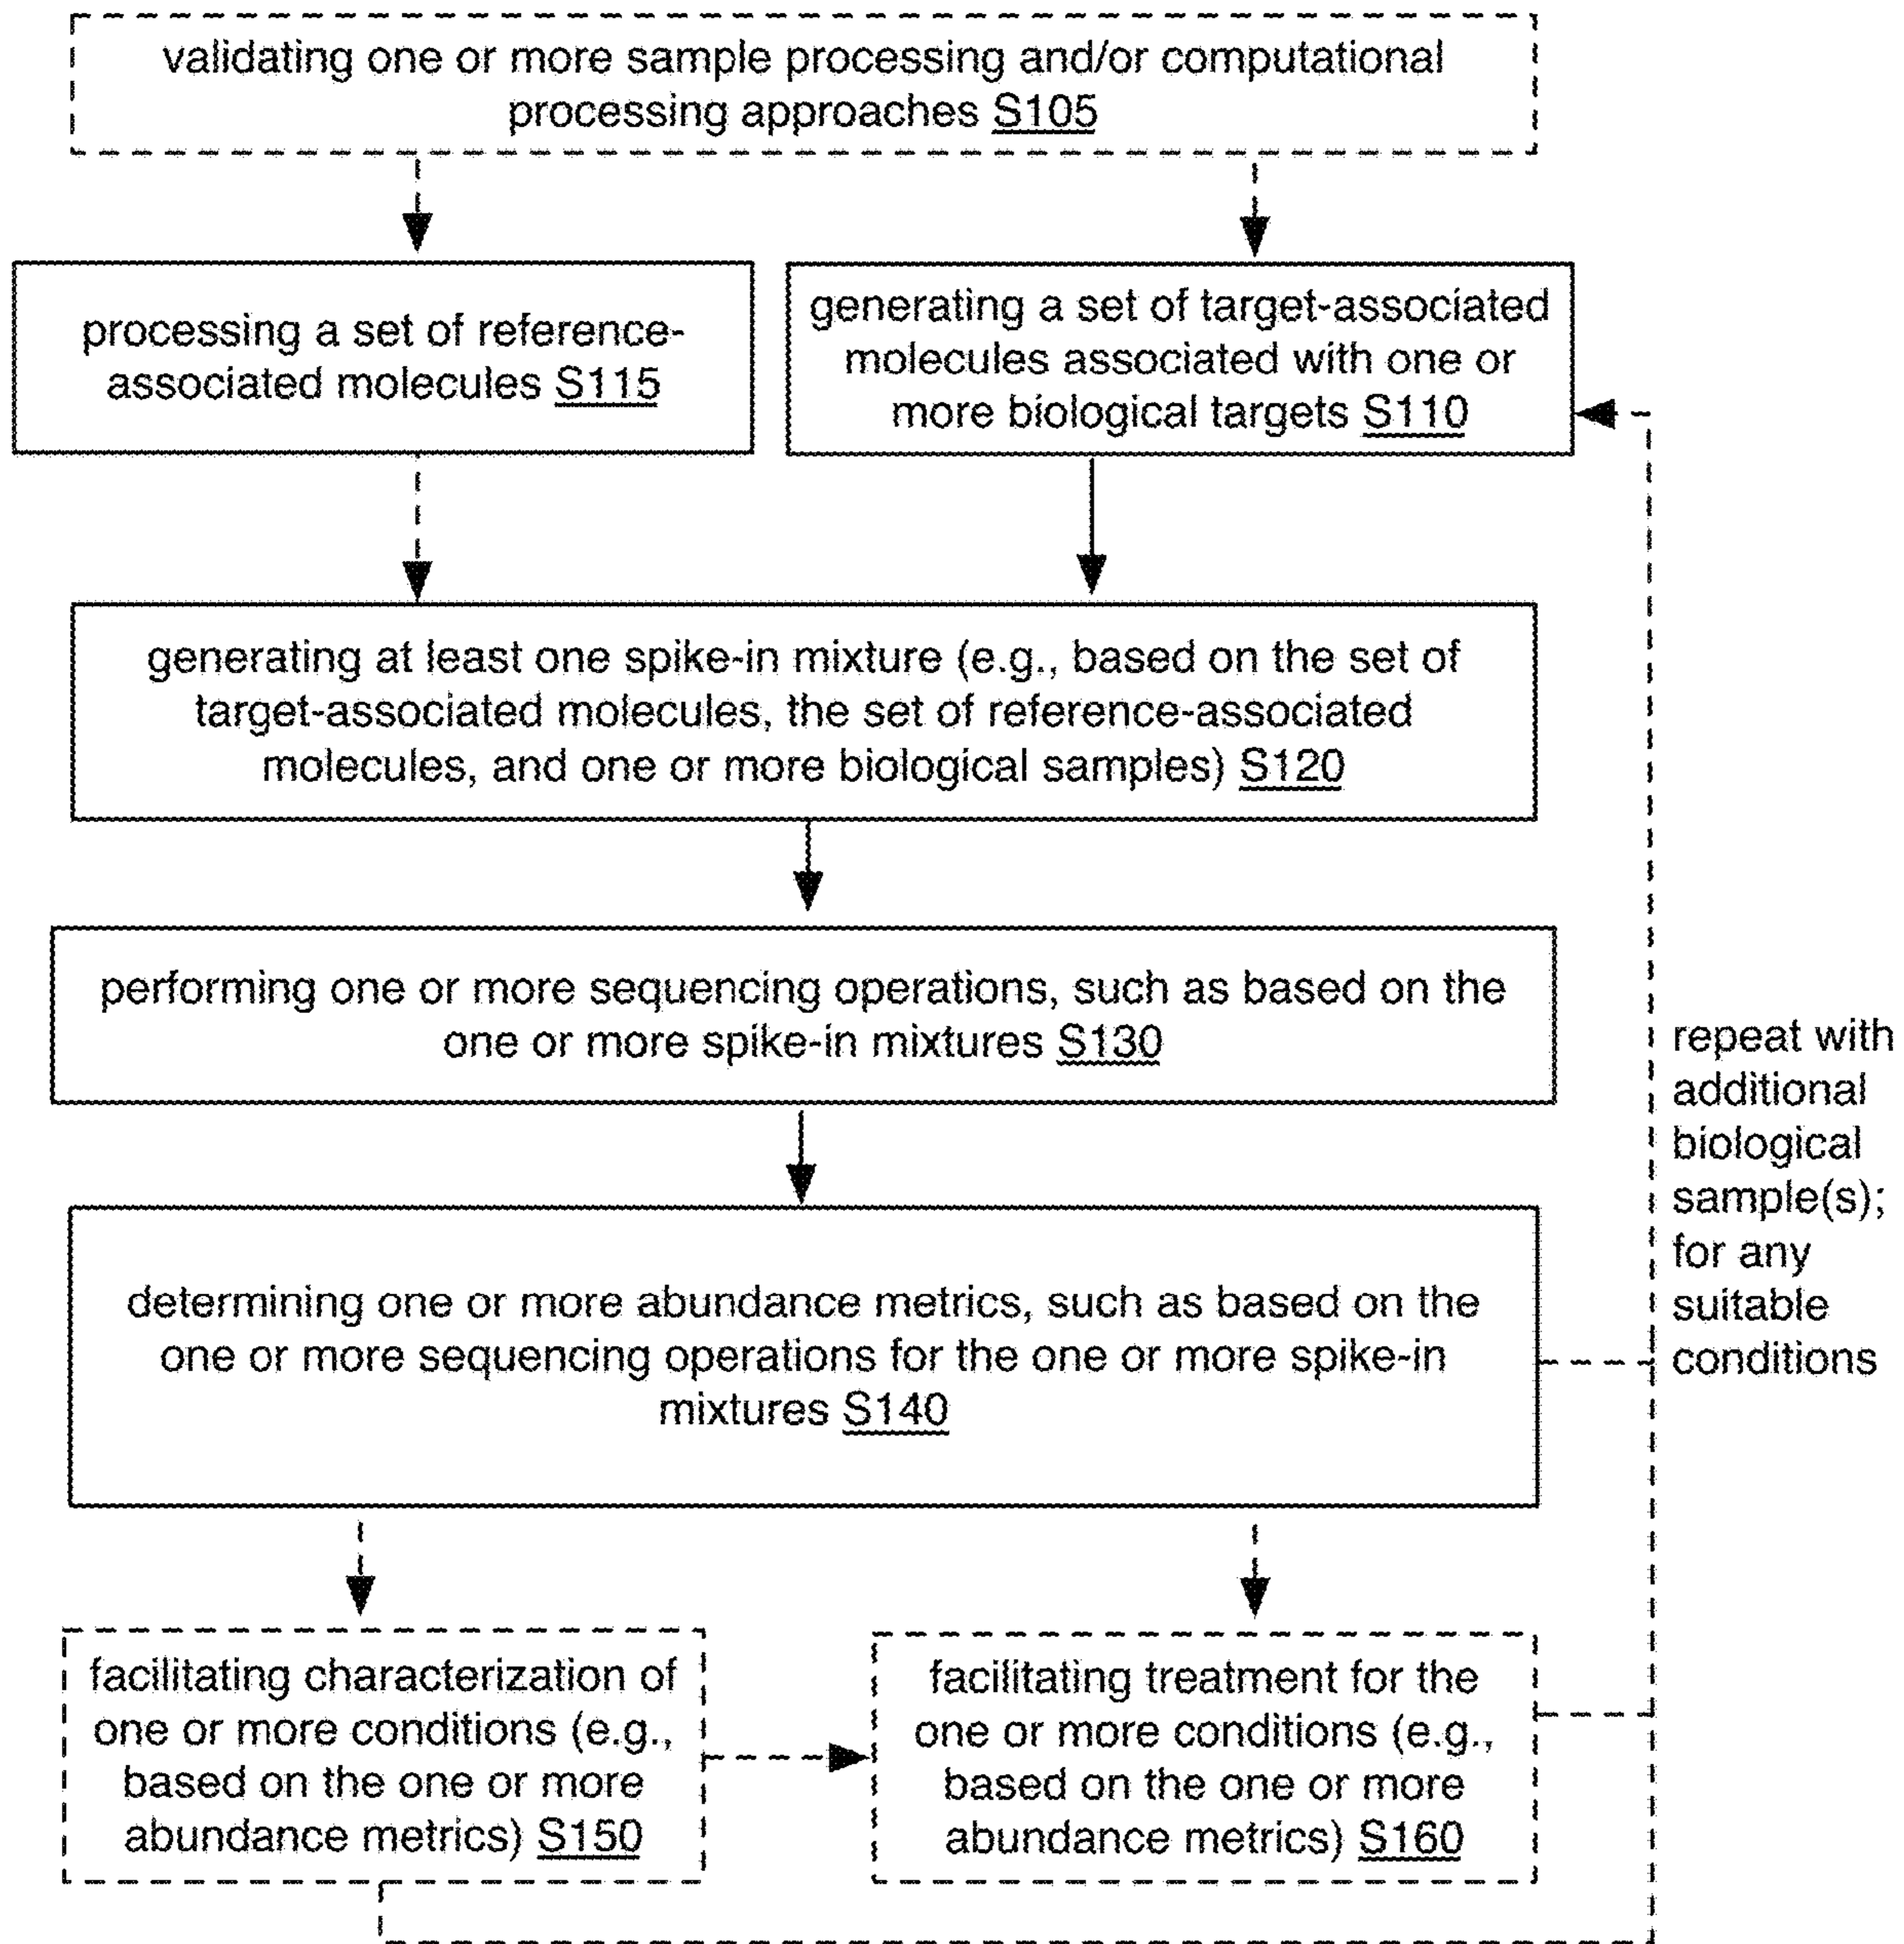 validating one or more sample processing and/or computational
processing approaches S105
processing a set of reference-
associated molecules S115
generating a set of target-associated
molecules associated with one or
more biological targets S110
generating at least one spike-in mixture (e.g., based on the set of
target-associated molecules, the set of reference-associated
molecules, and one or more biological samples) S120
performing one or more sequencing operations, such as based on the
one or more spike-in mixtures S130
determining one or more abundance metrics, such as based on the
one or more sequencing operations for the one or more spike-in
mixtures S140
repeat with
additional
biological
sample(s);
for any
suitable
conditions
facilitating characterization of
one or more conditions (e.g.,
based on the one or more
abundance metrics) S150
facilitating treatment for the
one or more conditions (e.g.,
based on the one or more
abundance metrics) S160